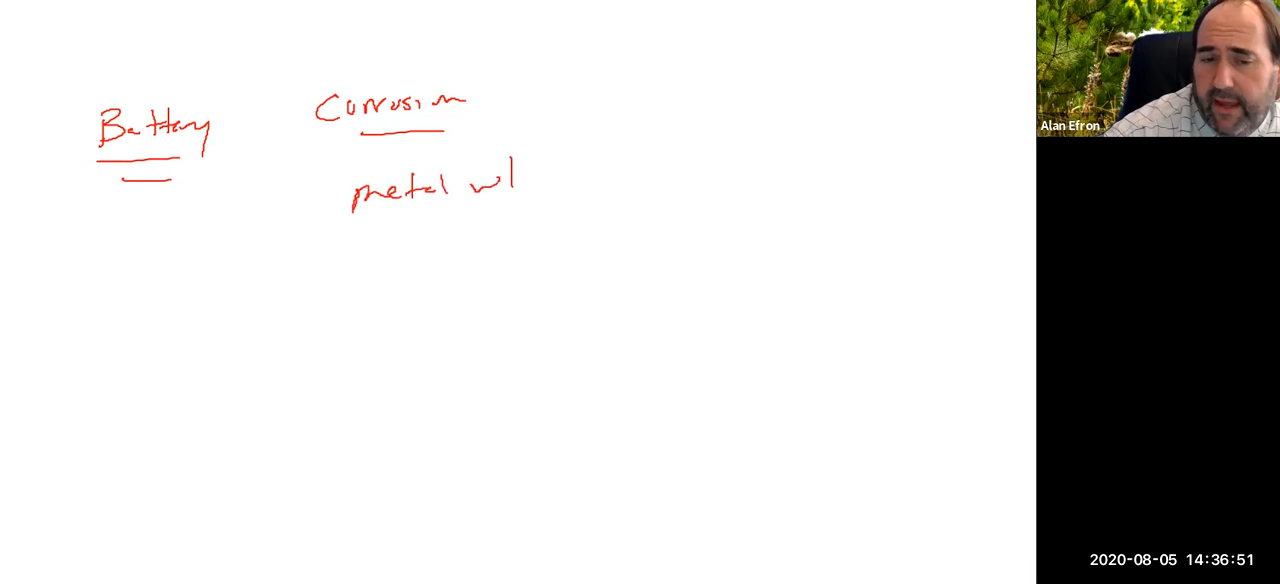 Battery
Corrosion
metal w/
Alan Efron
2020-08-05 14:36:51